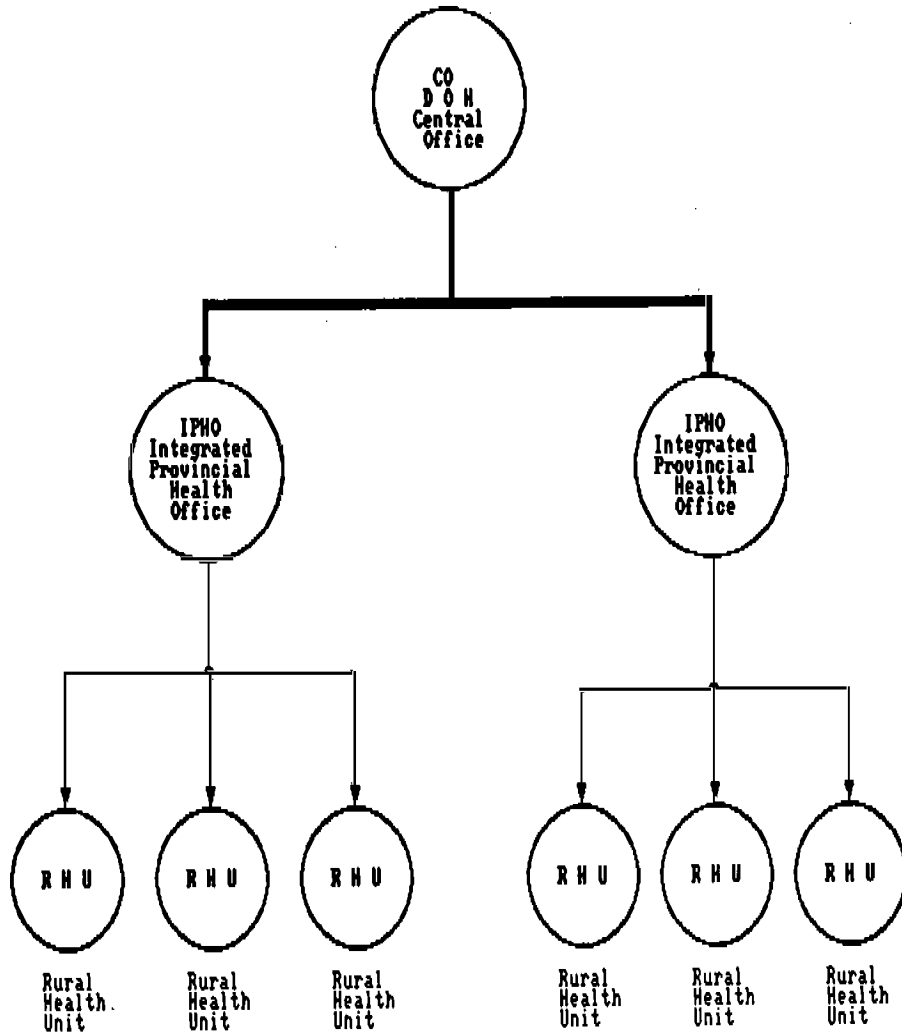 CO
D O H
Central
Office
IPHO
Integrated
Provincial
Health
Office
IPHO
Integrated
Provincial
Health
Office
R H U
R H U
R H U
R H U
R H U
R H U
Rural
Health
Unit
Rural
Health
Unit
Rural
Health
Unit
Rural
Health
Unit
Rural
Health
Unit
Rural
Health
Unit